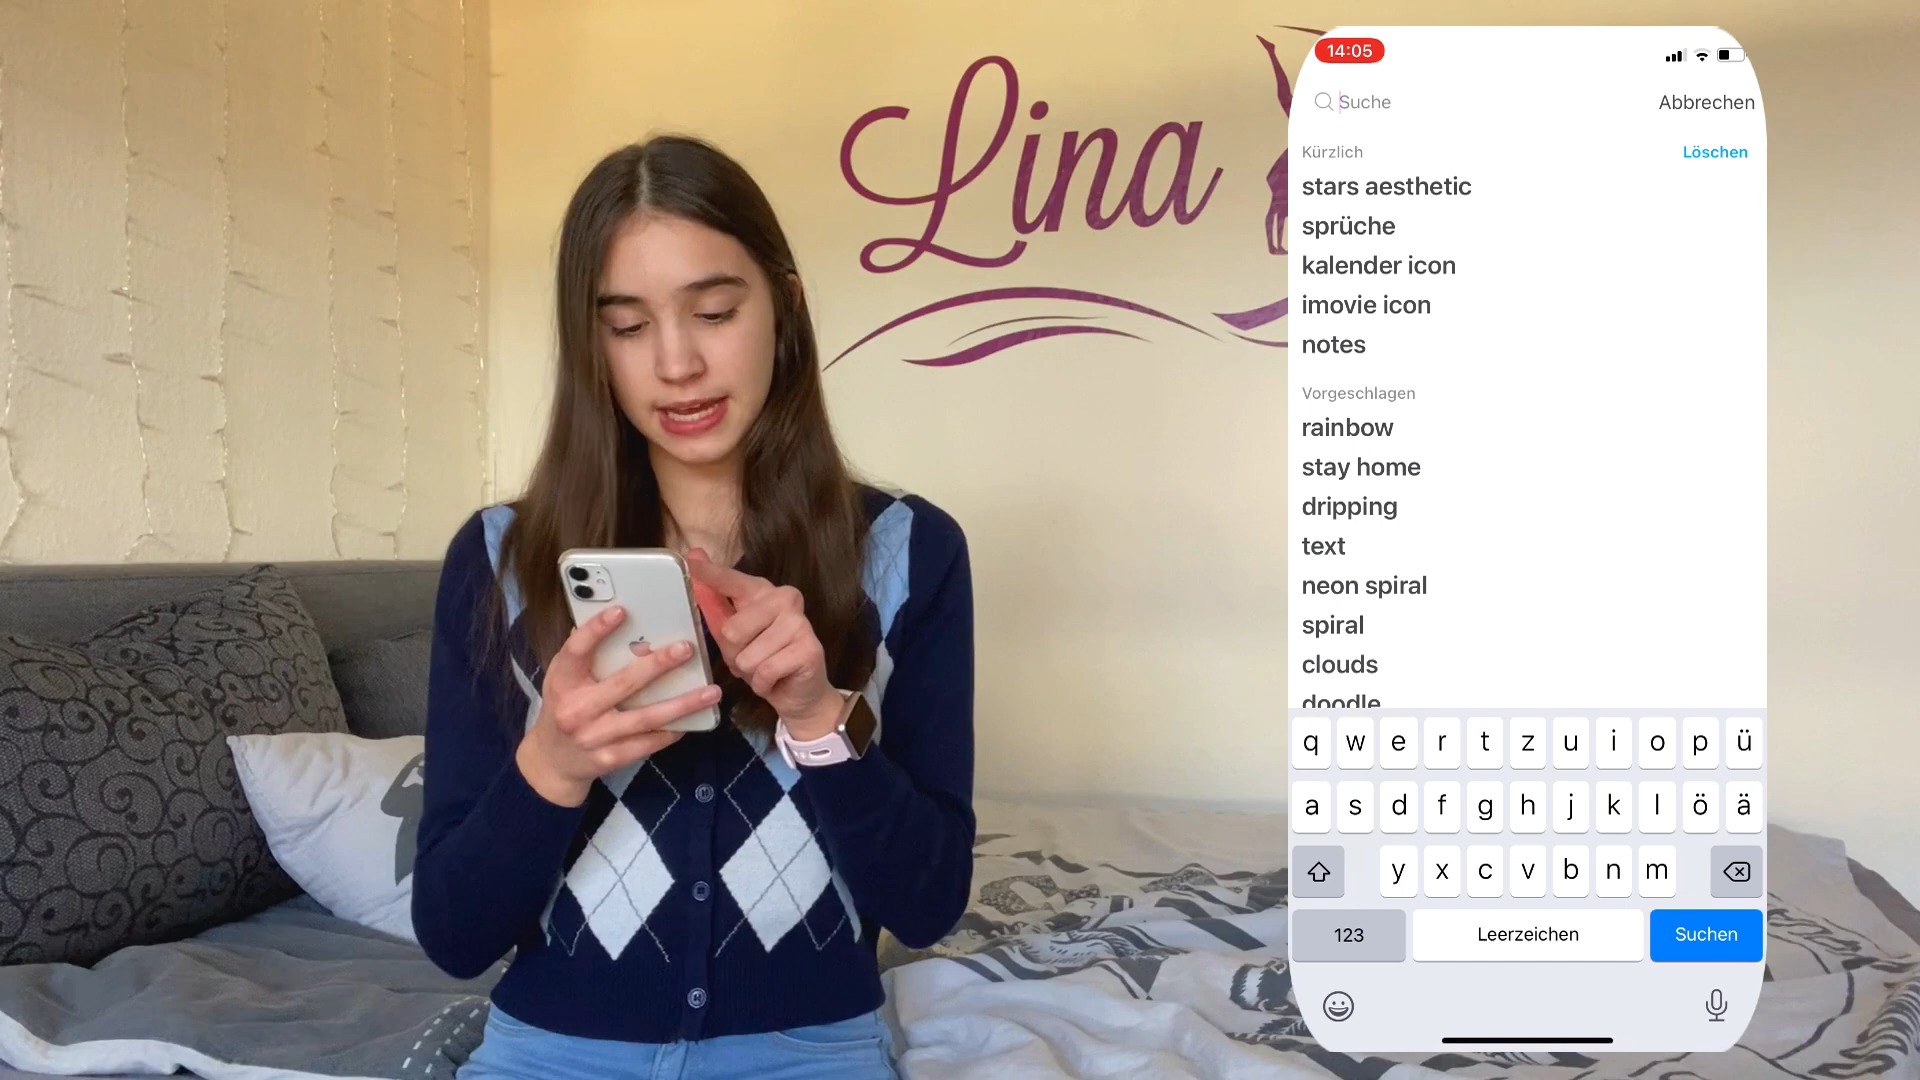 Lina
14:05
Suche
Abbrechen
Kürzlich
Löschen
stars aesthetic
sprüche
kalender icon
imovie icon
notes
Vorgeschlagen
rainbow
stay home
dripping
text
neon spiral
spiral
clouds
doodle
q w e r t z u i o p ü
a s d f g h j k l ö ä
y x c v b n m
123
Leerzeichen
Suchen